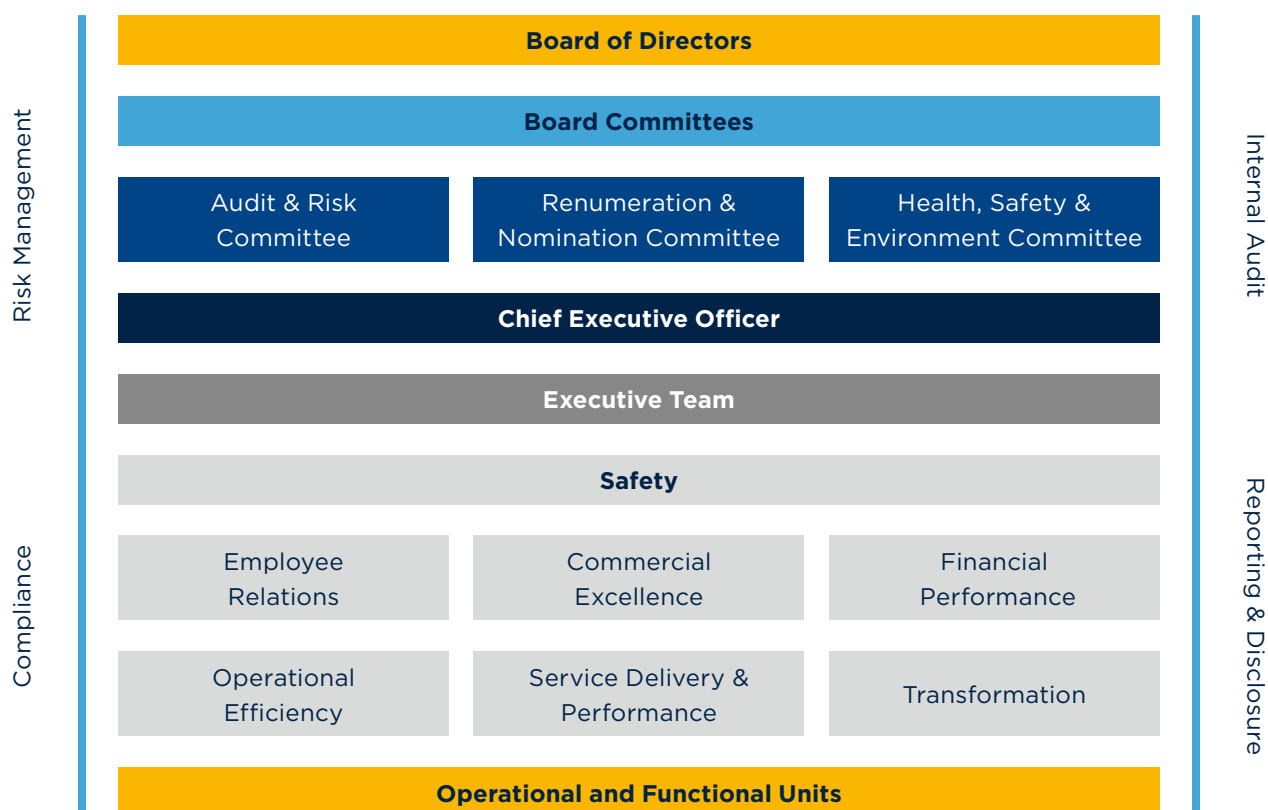 Board of Directors
Board Committees
Audit & Risk
Committee
Renumeration &
Nomination Committee
Health, Safety &
Environment Committee
Chief Executive Officer
Executive Team
Safety
Employee
Relations
Commercial
Excellence
Financial
Performance
Operational
Efficiency
Service Delivery &
Performance
Transformation
Operational and Functional Units
Risk Management
Compliance
Internal Audit
Reporting & Disclosure